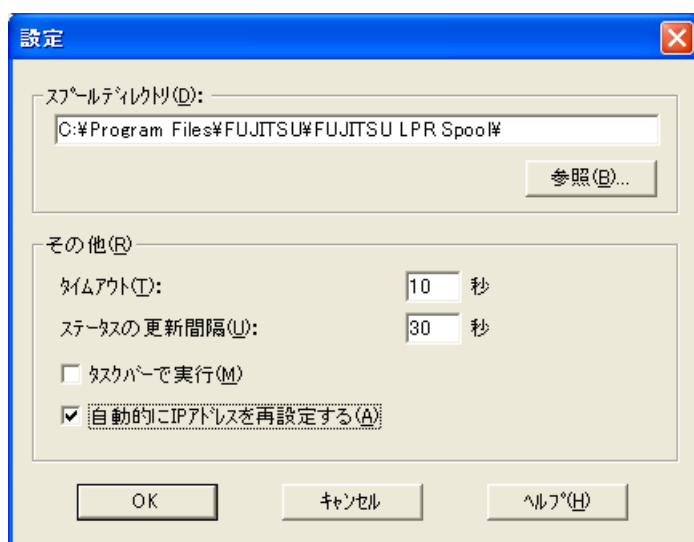 設定
ｽﾌﾟｰﾙﾃﾞｨﾚｸﾄﾘ(D):
C:¥Program Files¥FUJITSU¥FUJITSU LPR Spool¥
参照(B)...
その他(R)
ﾀｲﾑｱｳﾄ(T): 10 秒
ｽﾃｰﾀｽの更新間隔(U): 30 秒
ﾀｽｸﾊﾞｰで実行(M)
自動的にIPｱﾄﾞﾚｽを再設定する(A)
OK ｷｬﾝｾﾙ ﾍﾙﾌﾟ(H)